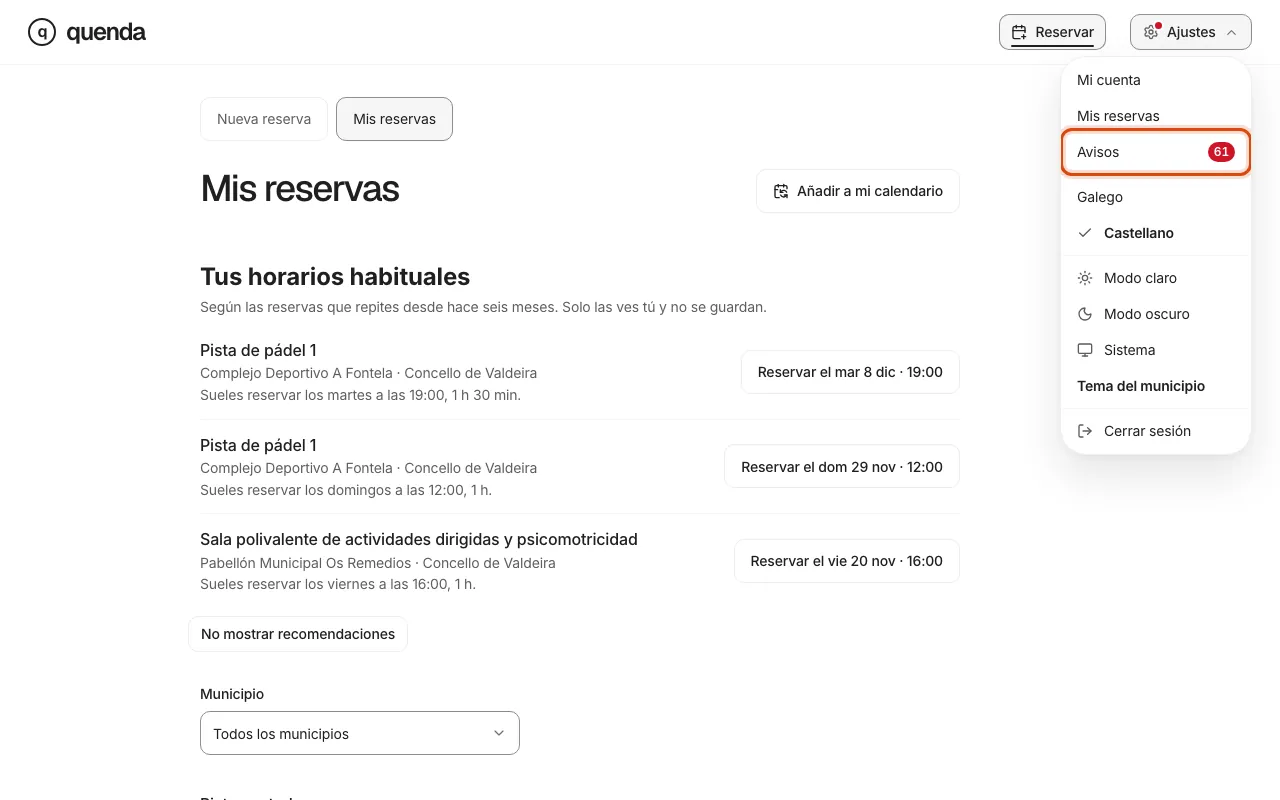 q quenda
Reservar
Ajustes
Mi cuenta
Mis reservas
Avisos 61
Galego
Castellano
Modo claro
Modo oscuro
Sistema
Tema del municipio
Cerrar sesión
Nueva reserva
Mis reservas
Mis reservas
Añadir a mi calendario
Tus horarios habituales
Según las reservas que repites desde hace seis meses. Solo las ves tú y no se guardan.
Pista de pádel 1
Complejo Deportivo A Fontela · Concello de Valdeira
Sueles reservar los martes a las 19:00, 1 h 30 min.
Reservar el mar 8 dic · 19:00
Pista de pádel 1
Complejo Deportivo A Fontela · Concello de Valdeira
Sueles reservar los domingos a las 12:00, 1 h.
Reservar el dom 29 nov · 12:00
Sala polivalente de actividades dirigidas y psicomotricidad
Pabellón Municipal Os Remedios · Concello de Valdeira
Sueles reservar los viernes a las 16:00, 1 h.
Reservar el vie 20 nov · 16:00
No mostrar recomendaciones
Municipio
Todos los municipios